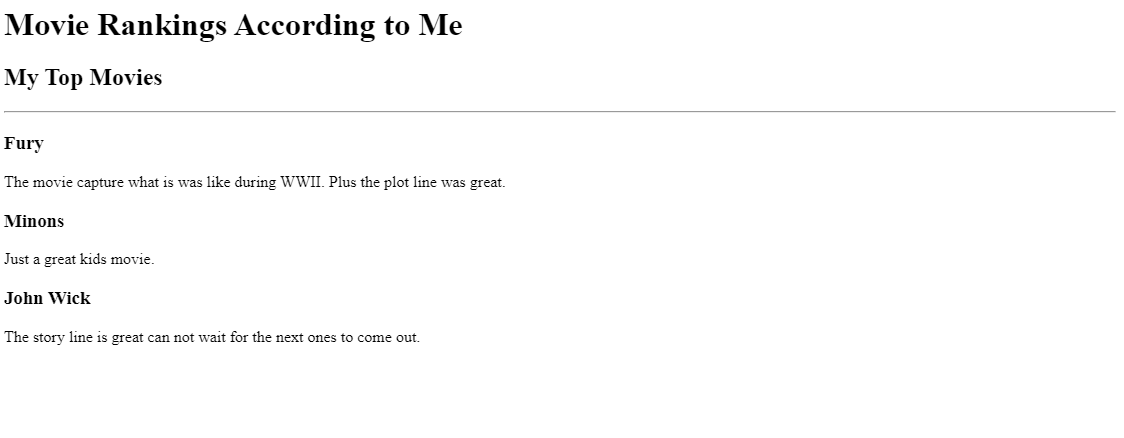 Movie Rankings According to Me
My Top Movies
Fury
The movie capture what is was like during WWII. Plus the plot line was great.
Minons
Just a great kids movie.
John Wick
The story line is great can not wait for the next ones to come out.